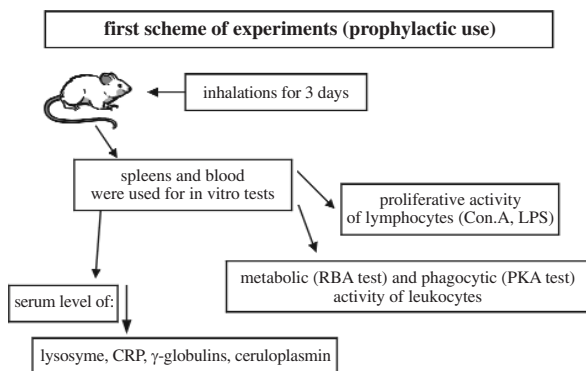 first scheme of experiments (prophylactic use)
inhalations for 3 days
spleens and blood
were used for in vitro tests
proliferative activity
of lymphocytes (Con.A, LPS)
metabolic (RBA test) and phagocytic (PKA test)
activity of leukocytes
serum level of:
lysosyme, CRP, γ-globulins, ceruloplasmin